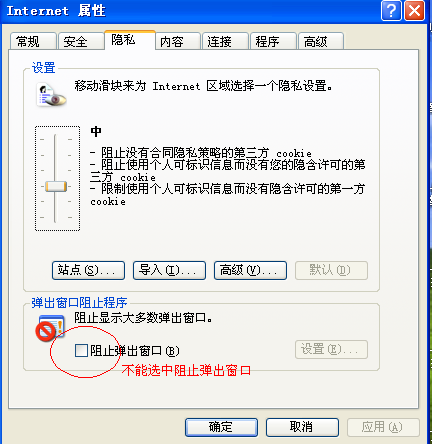 Internet 属性
常规 安全 隐私 内容 连接 程序 高级
设置
移动滑块来为 Internet 区域选择一个隐私设置。
中
- 阻止没有合同隐私策略的第三方 cookie
- 阻止使用个人可标识信息而没有您的隐含许可的第
三方 cookie
- 限制使用个人可标识信息而没有隐含许可的第一方
cookie
站点(S)... 导入(I)... 高级(V)... 默认(D)
弹出窗口阻止程序
阻止显示大多数弹出窗口。
阻止弹出窗口(B) 设置(E)...
不能选中阻止弹出窗口
确定 取消 应用(A)